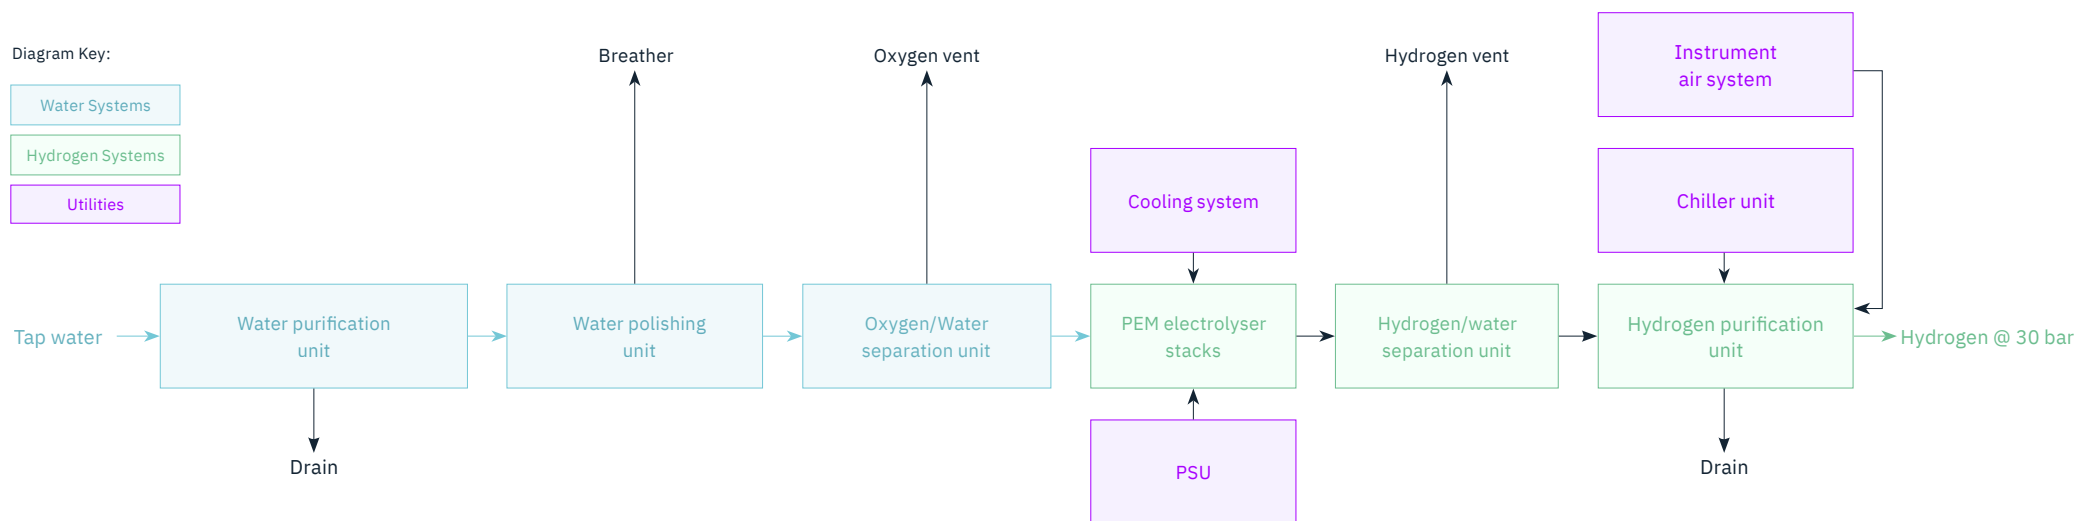 Diagram Key:
Water Systems
Hydrogen Systems
Utilities
Breather
Oxygen vent
Hydrogen vent
Instrument
air system
Cooling system
Chiller unit
Tap water
Water purification
unit
Water polishing
unit
Oxygen/Water
separation unit
PEM electrolyser
stacks
Hydrogen/water
separation unit
Hydrogen purification
unit
Hydrogen @ 30 bar
Drain
PSU
Drain